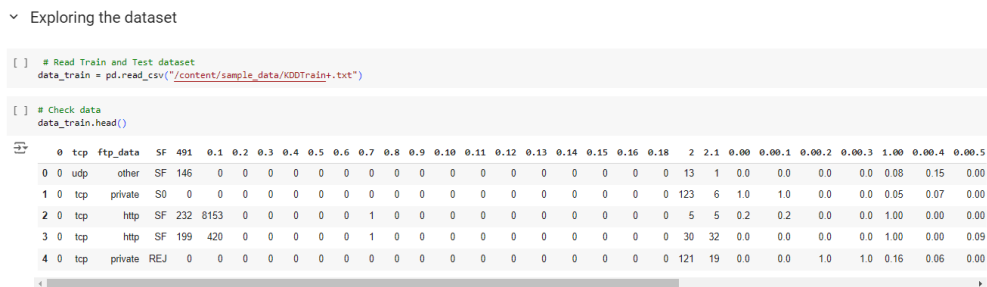 Exploring the dataset
[ ] # Read Train and Test dataset
data_train = pd.read_csv("/content/sample_data/KDDTrain+.txt")
[ ] # Check data
data_train.head()
0 tcp ftp_data SF 491 0.1 0.2 0.3 0.4 0.5 0.6 0.7 0.8 0.9 0.10 0.11 0.12 0.13 0.14 0.15 0.16 0.18 2 2.1 0.00 0.00.1 0.00.2 0.00.3 1.00 0.00.4 0.00.5
0 0 udp other SF 146 0 0 0 0 0 0 0 0 0 0 0 0 0 0 0 0 0 13 1 0.0 0.0 0.0 0.0 0.08 0.15 0.00
1 0 tcp private S0 0 0 0 0 0 0 0 0 0 0 0 0 0 0 0 0 0 0 123 6 1.0 1.0 0.0 0.0 0.05 0.07 0.00
2 0 tcp http SF 232 8153 0 0 0 0 0 1 0 0 0 0 0 0 0 0 0 0 5 5 0.2 0.2 0.0 0.0 1.00 0.00 0.00
3 0 tcp http SF 199 420 0 0 0 0 0 1 0 0 0 0 0 0 0 0 0 0 30 32 0.0 0.0 0.0 0.0 1.00 0.00 0.09
4 0 tcp private REJ 0 0 0 0 0 0 0 0 0 0 0 0 0 0 0 0 0 0 121 19 0.0 0.0 1.0 1.0 0.16 0.06 0.00